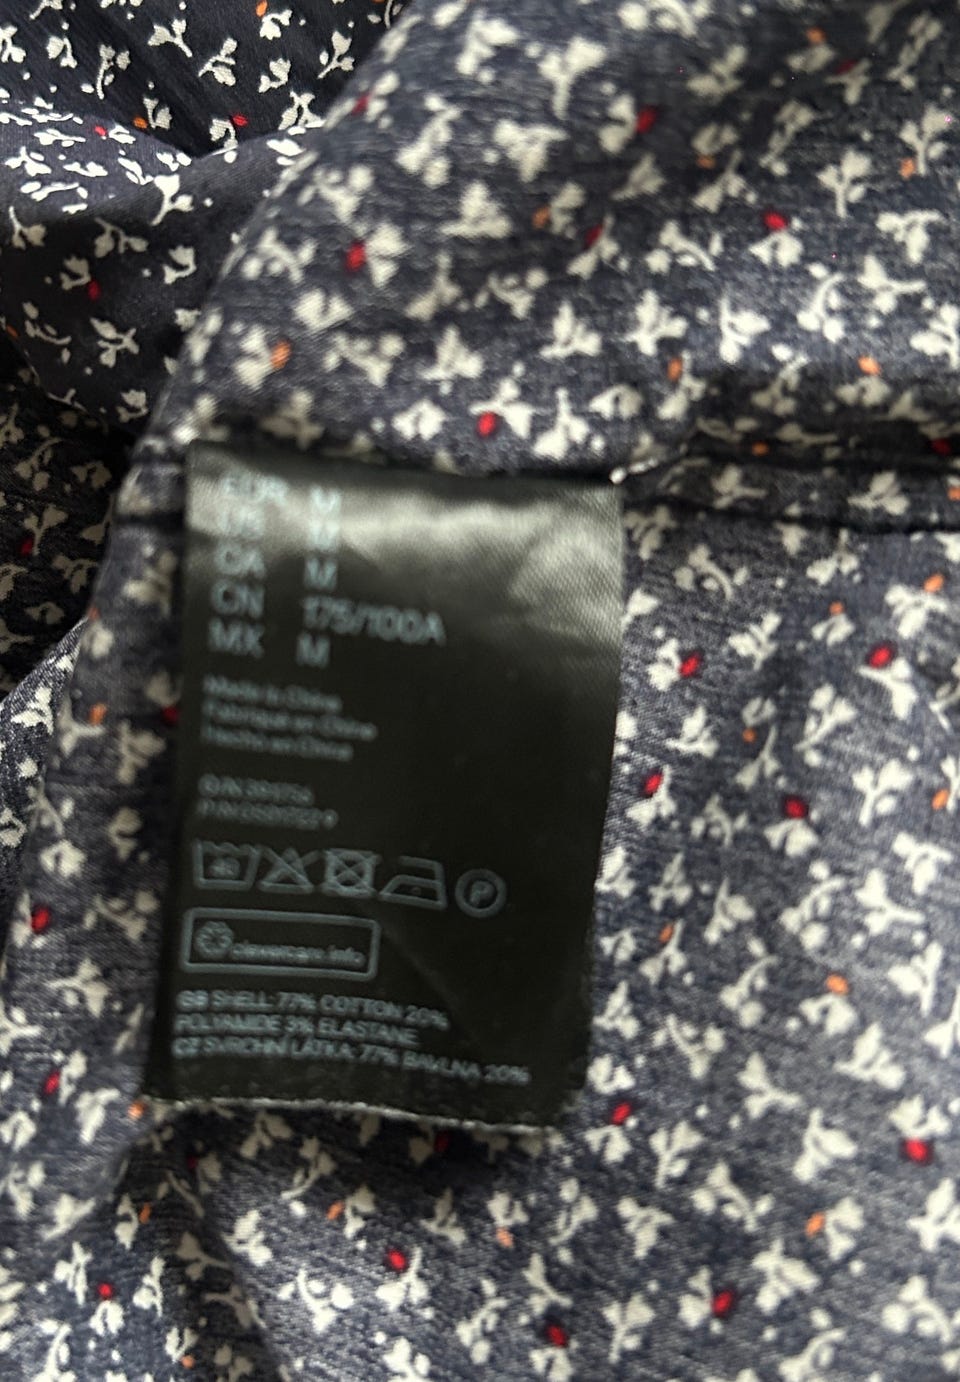 EUR M
US M
CA M
CN 175/100A
MX M
Made in China
Fabriqué en Chine
Hecho en China
40
P
clevercare.info
GB SHELL: 77% COTTON 20%
POLYAMIDE 3% ELASTANE
CZ SVRCHNÍ LÁTKA: 77% BAVLNA 20%